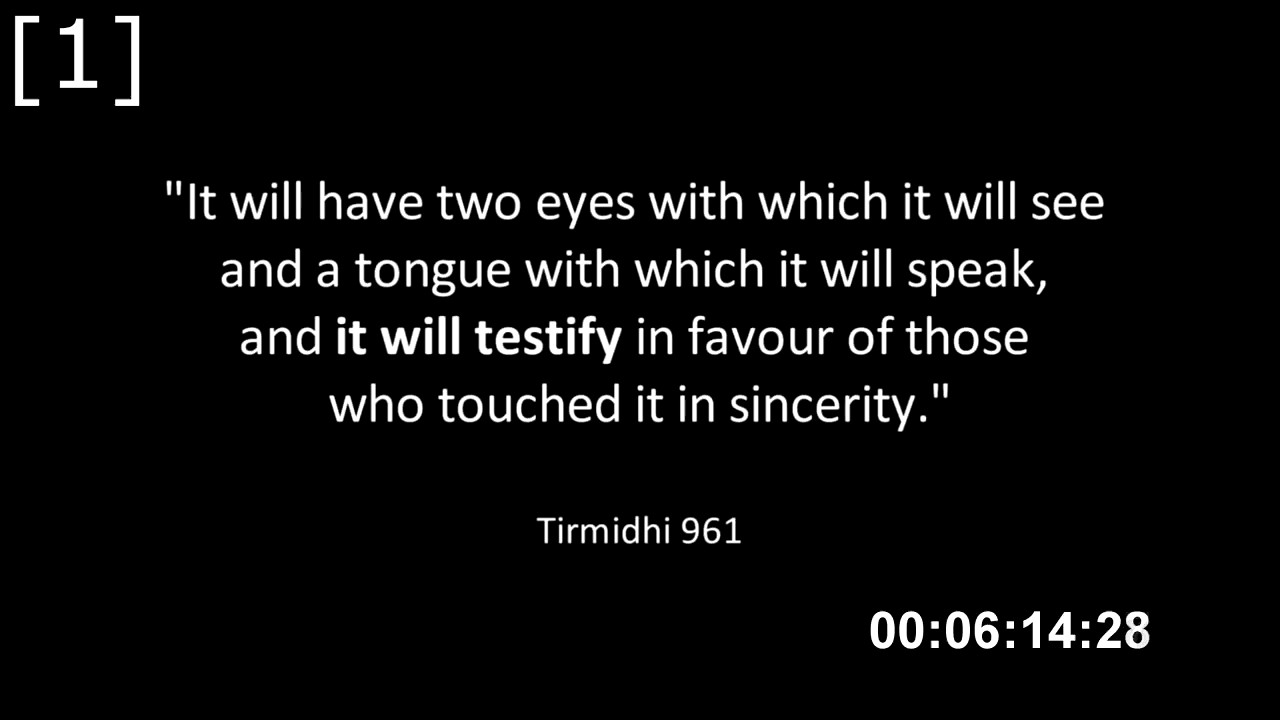 [1]
"It will have two eyes with which it will see
and a tongue with which it will speak,
and it will testify in favour of those
who touched it in sincerity."
Tirmidhi 961
00:06:14:28